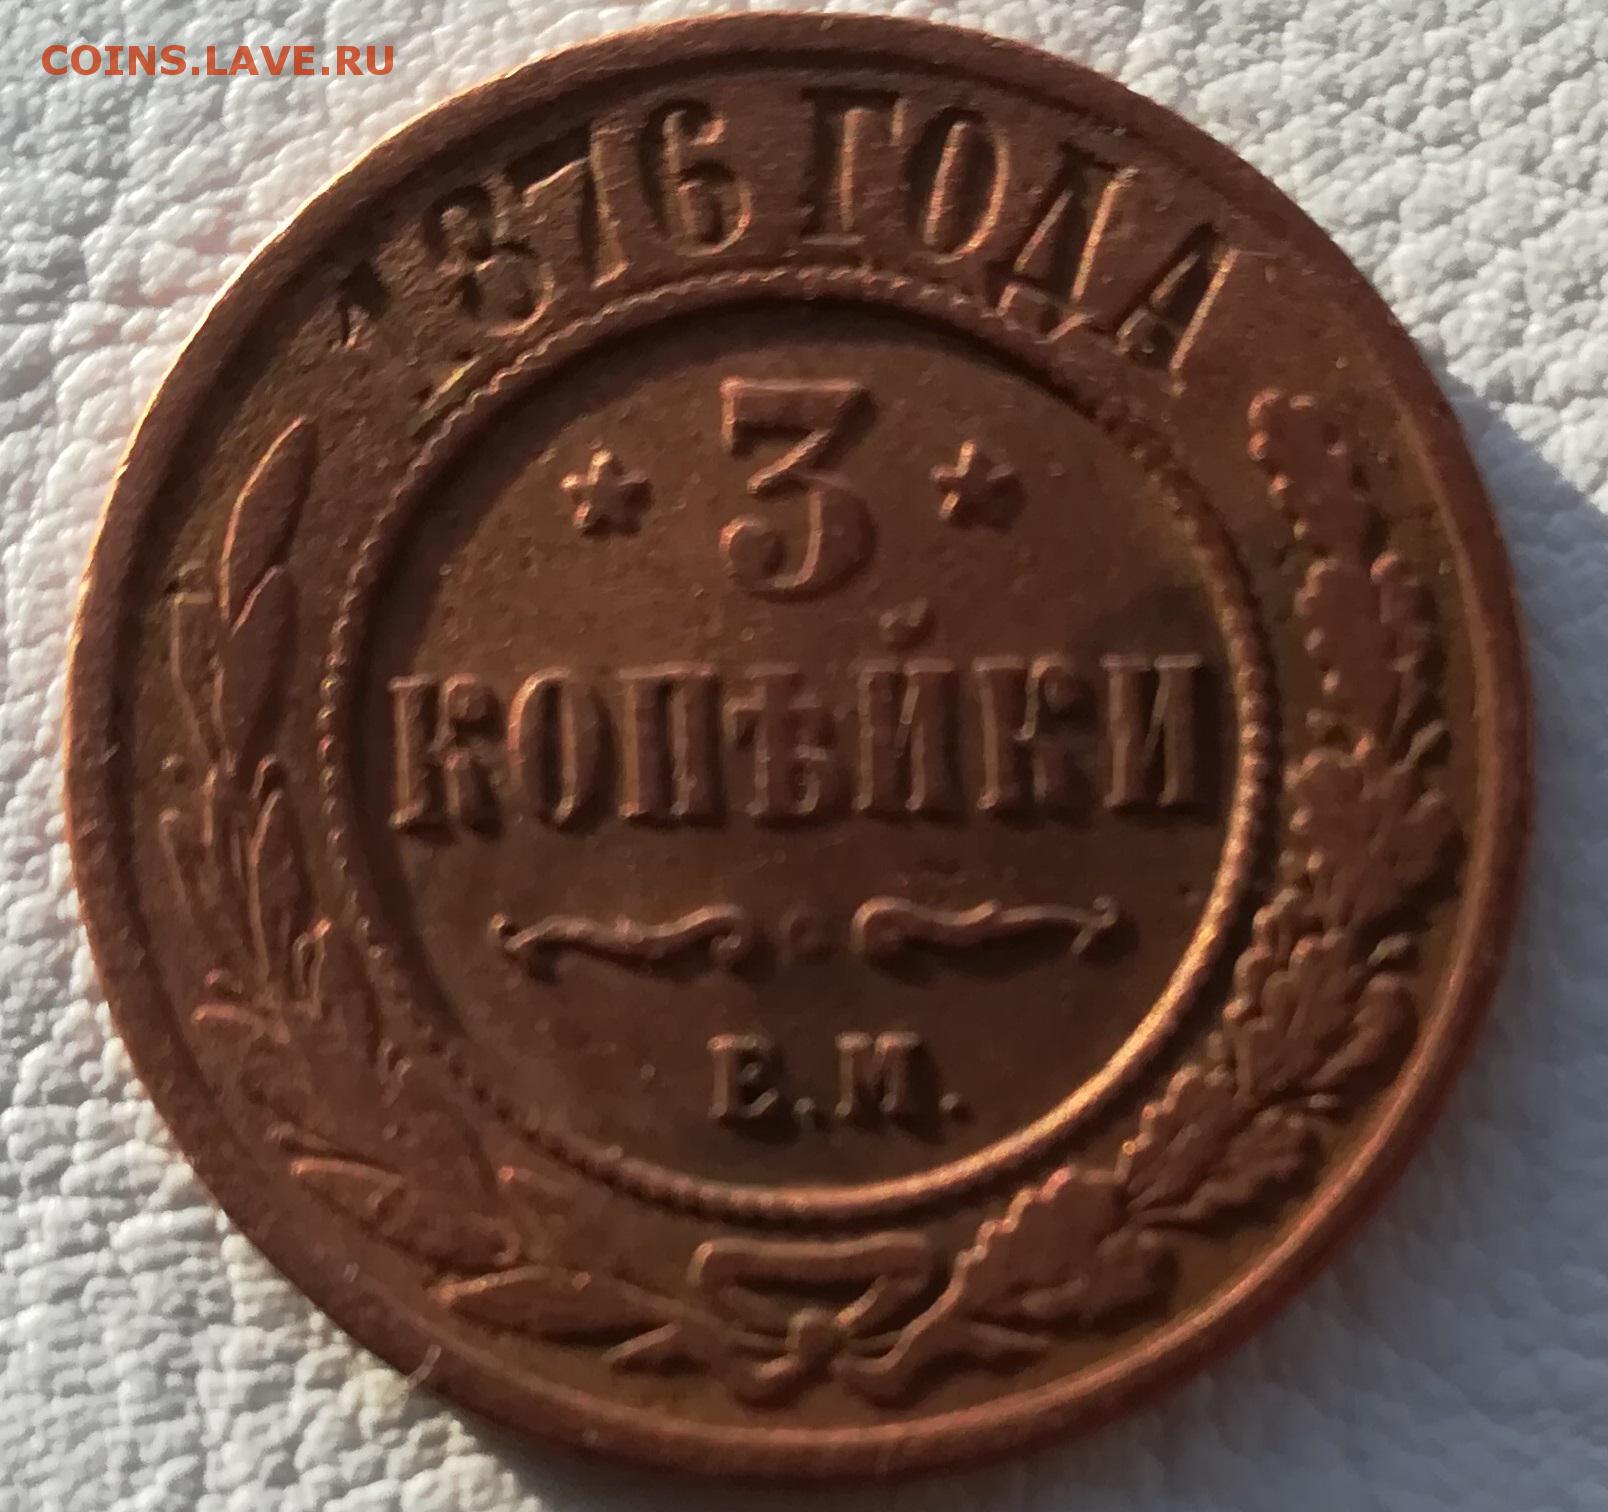 COINS.LAVE.RU
1876 ГОДА
* 3 *
КОПѢЙКИ
Е.М.